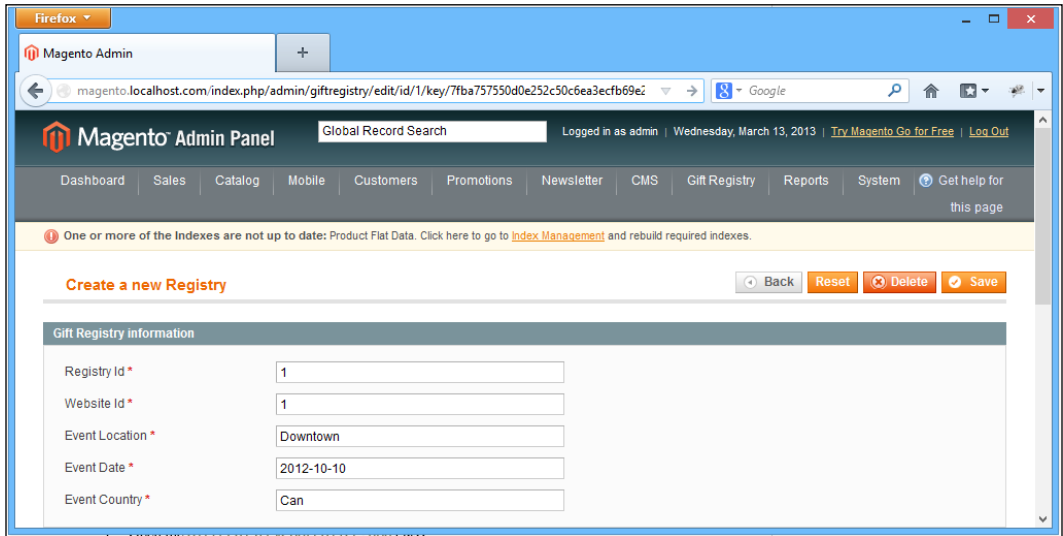 Firefox
Magento Admin
magento.localhost.com/index.php/admin/giftregistry/edit/id/1/key/7fba757550d0e252c50c6ea3ecfb69e2
Google
Magento Admin Panel
Global Record Search
Logged in as admin | Wednesday, March 13, 2013 | Try Magento Go for Free | Log Out
Dashboard Sales Catalog Mobile Customers Promotions Newsletter CMS Gift Registry Reports System Get help for
this page
One or more of the Indexes are not up to date: Product Flat Data. Click here to go to Index Management and rebuild required indexes.
Create a new Registry
Back Reset Delete Save
Gift Registry information
Registry Id * 1
Website Id * 1
Event Location * Downtown
Event Date * 2012-10-10
Event Country * Can